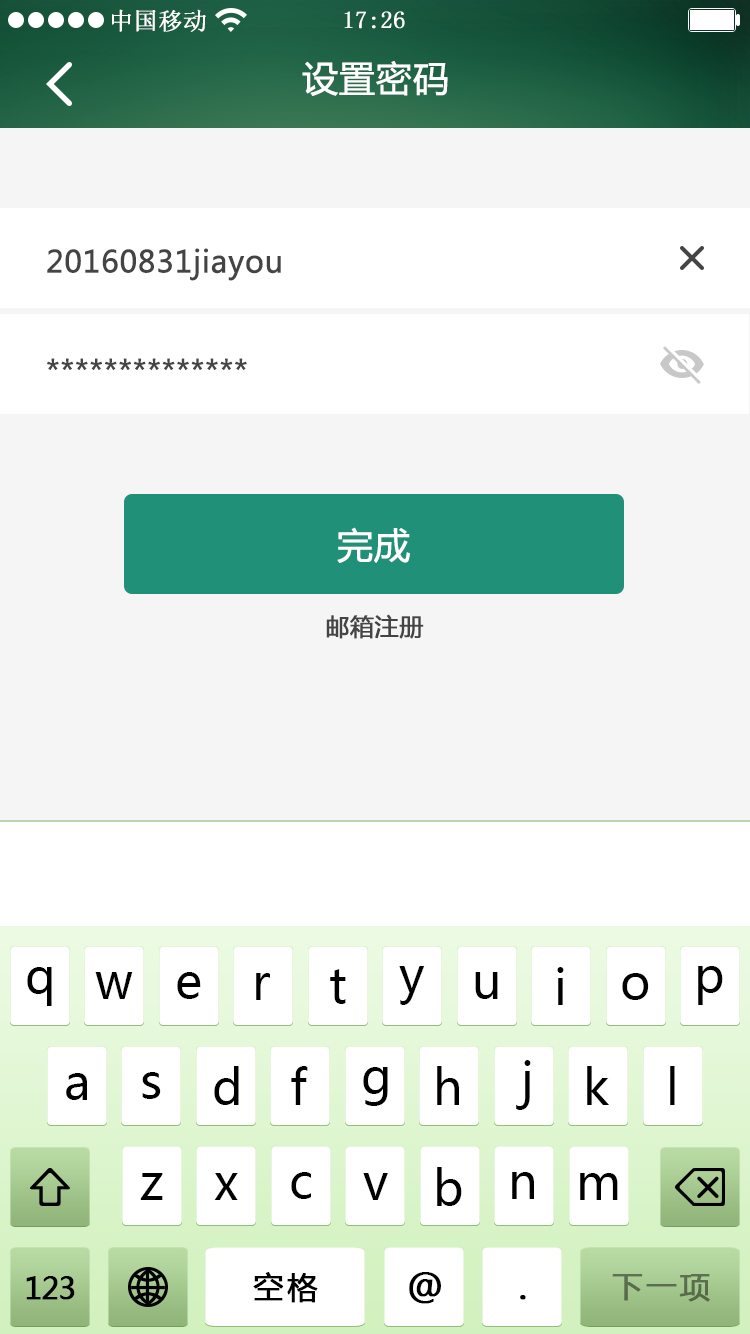 中国移动 17:26
设置密码
20160831jiayou
**************
完成
邮箱注册
q w e r t y u i o p
a s d f g h j k l
z x c v b n m
123 空格 @ . 下一项